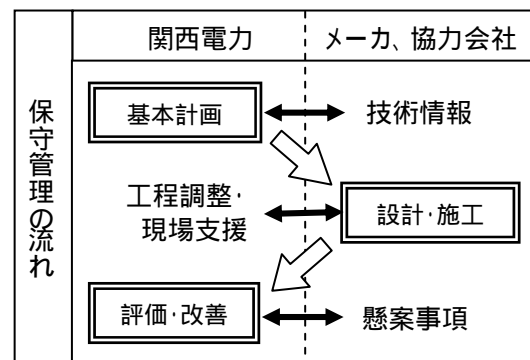 関西電力
メーカ、協力会社
保守管理の流れ
基本計画
技術情報
工程調整・
現場支援
設計・施工
評価・改善
懸案事項